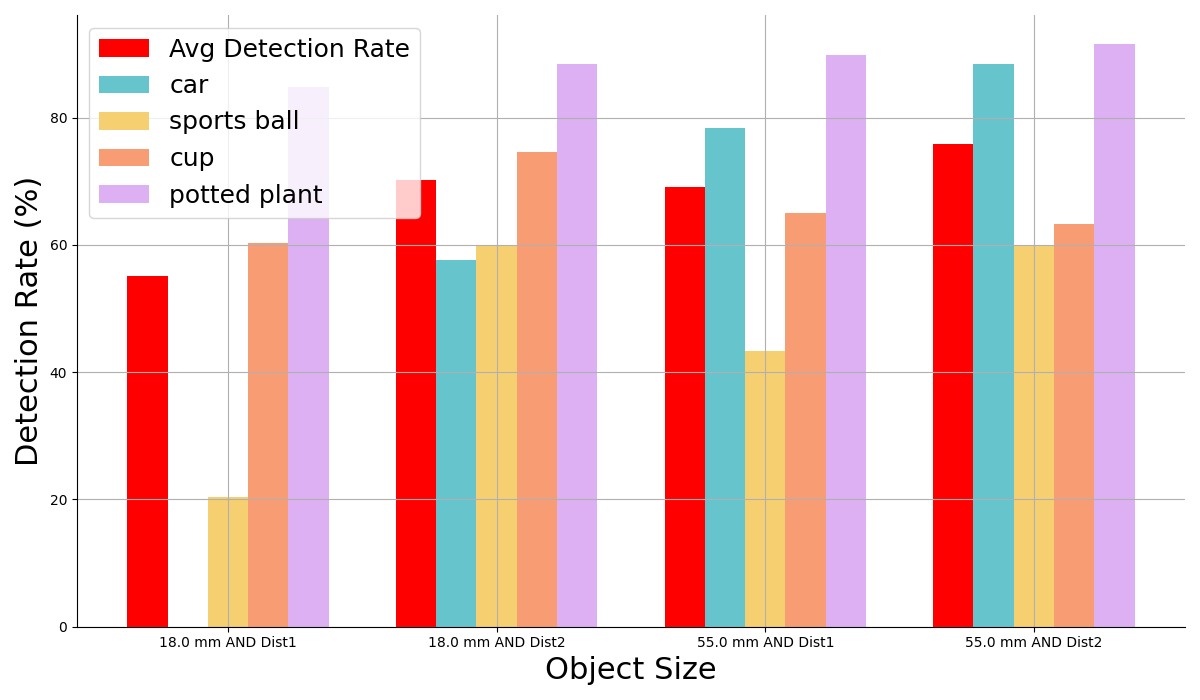 Avg Detection Rate
car
sports ball
cup
potted plant
Detection Rate (%)
80
60
40
20
0
18.0 mm AND Dist1 18.0 mm AND Dist2 55.0 mm AND Dist1 55.0 mm AND Dist2
Object Size